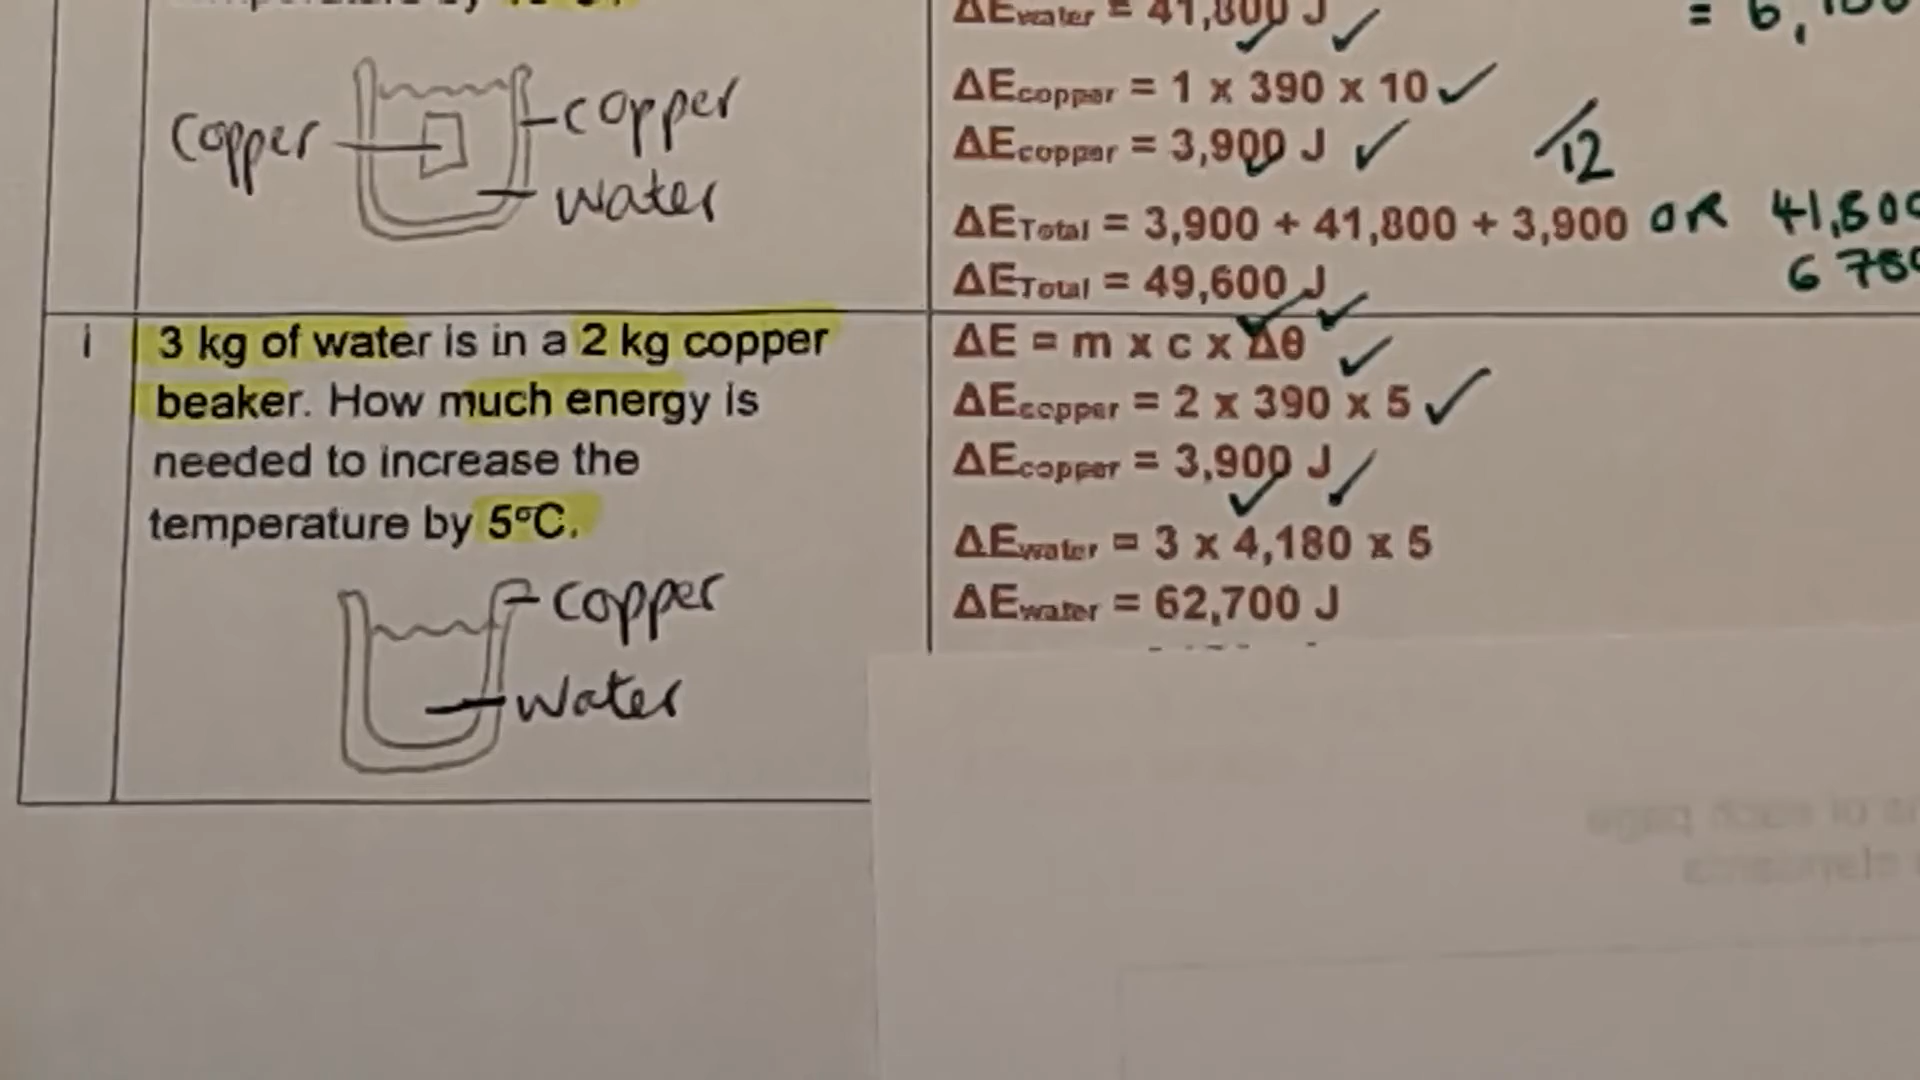 ΔEwater = 41,800 J
copper
copper
water
ΔEcopper = 1 x 390 x 10
ΔEcopper = 3,900 J
/12
ΔETotal = 3,900 + 41,800 + 3,900 OR 41,800
ΔETotal = 49,600 J
i
3 kg of water is in a 2 kg copper
beaker. How much energy is
needed to increase the
temperature by 5°C.
copper
water
ΔE = m x c x Δθ
ΔEcopper = 2 x 390 x 5
ΔEcopper = 3,900 J
ΔEwater = 3 x 4,180 x 5
ΔEwater = 62,700 J